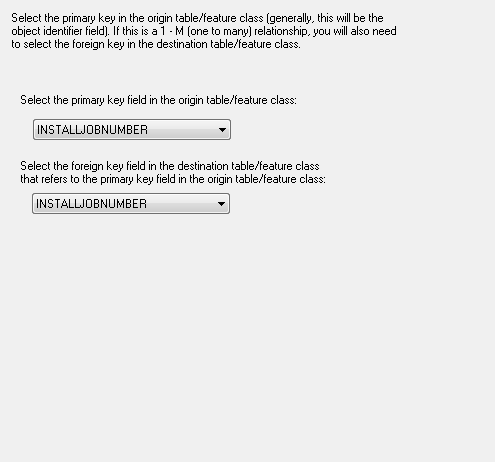 Select the primary key in the origin table/feature class (generally, this will be the
object identifier field). If this is a 1 - M (one to many) relationship, you will also need
to select the foreign key in the destination table/feature class.
Select the primary key field in the origin table/feature class:
INSTALLJOBNUMBER
Select the foreign key field in the destination table/feature class
that refers to the primary key field in the origin table/feature class:
INSTALLJOBNUMBER